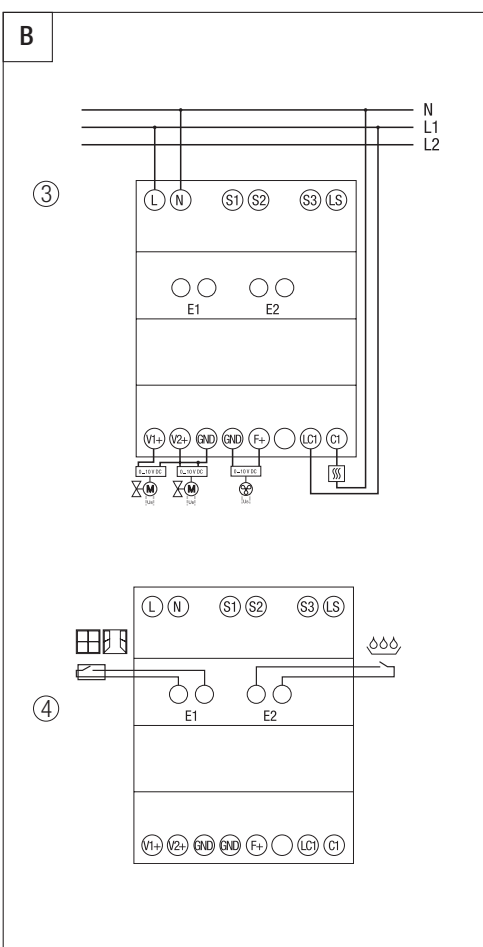 B
N
L1
L2
③
L N S1 S2 S3 LS
E1 E2
V1+ V2+ GND GND F+ LC1 C1
0...10 V DC 0...10 V DC 0...10 V DC
M M
L N S1 S2 S3 LS
④
E1 E2
V1+ V2+ GND GND F+ LC1 C1